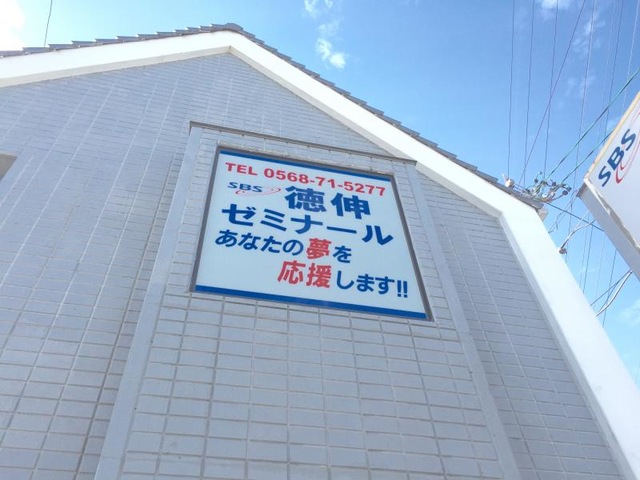 TEL 0568-71-5277
SBS 徳伸
ゼミナール
あなたの夢を
応援します!!
SBS